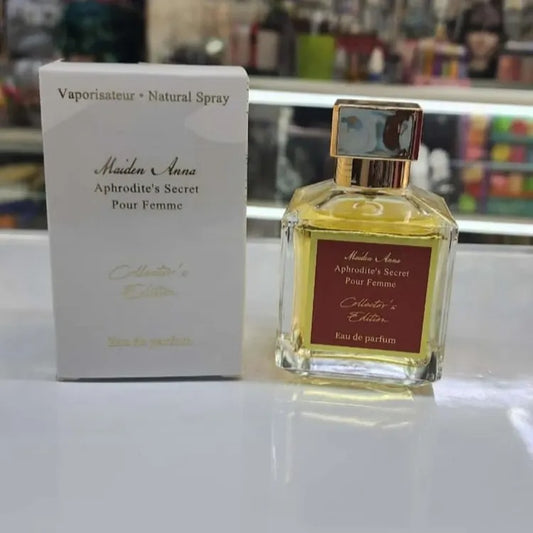 Vaporisateur • Natural Spray
Maiden Anna
Aphrodite's Secret
Pour Femme
Collector's
Edition
Eau de parfum
Maiden Anna
Aphrodite's Secret
Pour Femme
Collector's
Edition
Eau de parfum